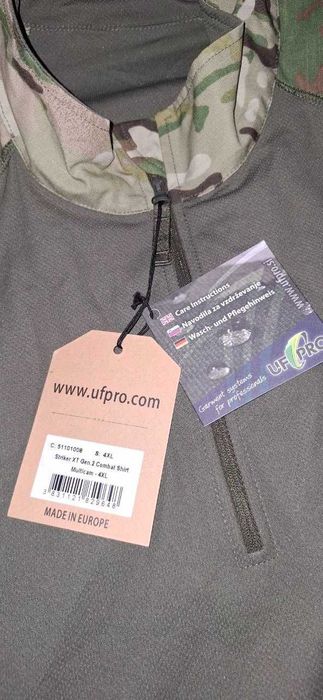 www.ufpro.com
C: 51101008 S: 4XL
Striker XT Gen.2 Combat Shirt
Multicam - 4XL
MADE IN EUROPE
Care Instructions
Navodila za vzdrževanje
Wasch- und Pflegehinweis
www.ufpro.si
UF PRO
Garment systems
for professionals